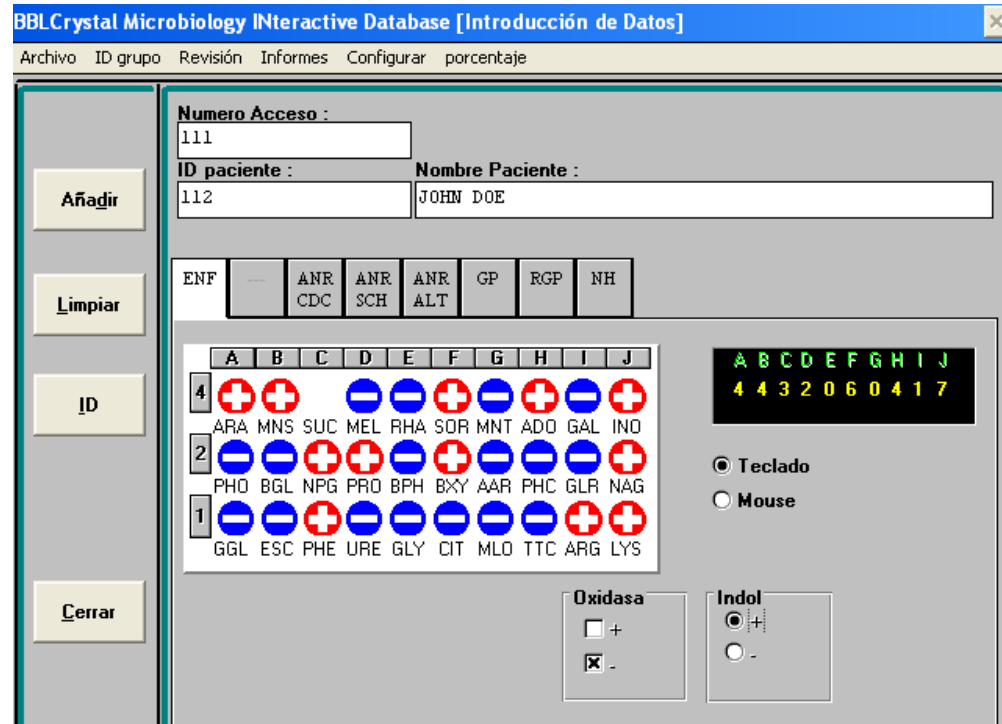 BBLCrystal Microbiology INteractive Database [Introducción de Datos]
Archivo ID grupo Revisión Informes Configurar porcentaje
Numero Acceso :
111
ID paciente : Nombre Paciente :
112 JOHN DOE
Añadir
Limpiar
ID
Cerrar
ENF --- ANR CDC ANR SCH ANR ALT GP RGP NH
A B C D E F G H I J
4
ARA MNS SUC MEL RHA SOR MNT ADO GAL INO
2
PHO BGL NPG PRO BPH BXY AAR PHC GLR NAG
1
GGL ESC PHE URE GLY CIT MLO TTC ARG LYS
A B C D E F G H I J
4 4 3 2 0 6 0 4 1 7
Teclado
Mouse
Oxidasa
+
-
Indol
+
-